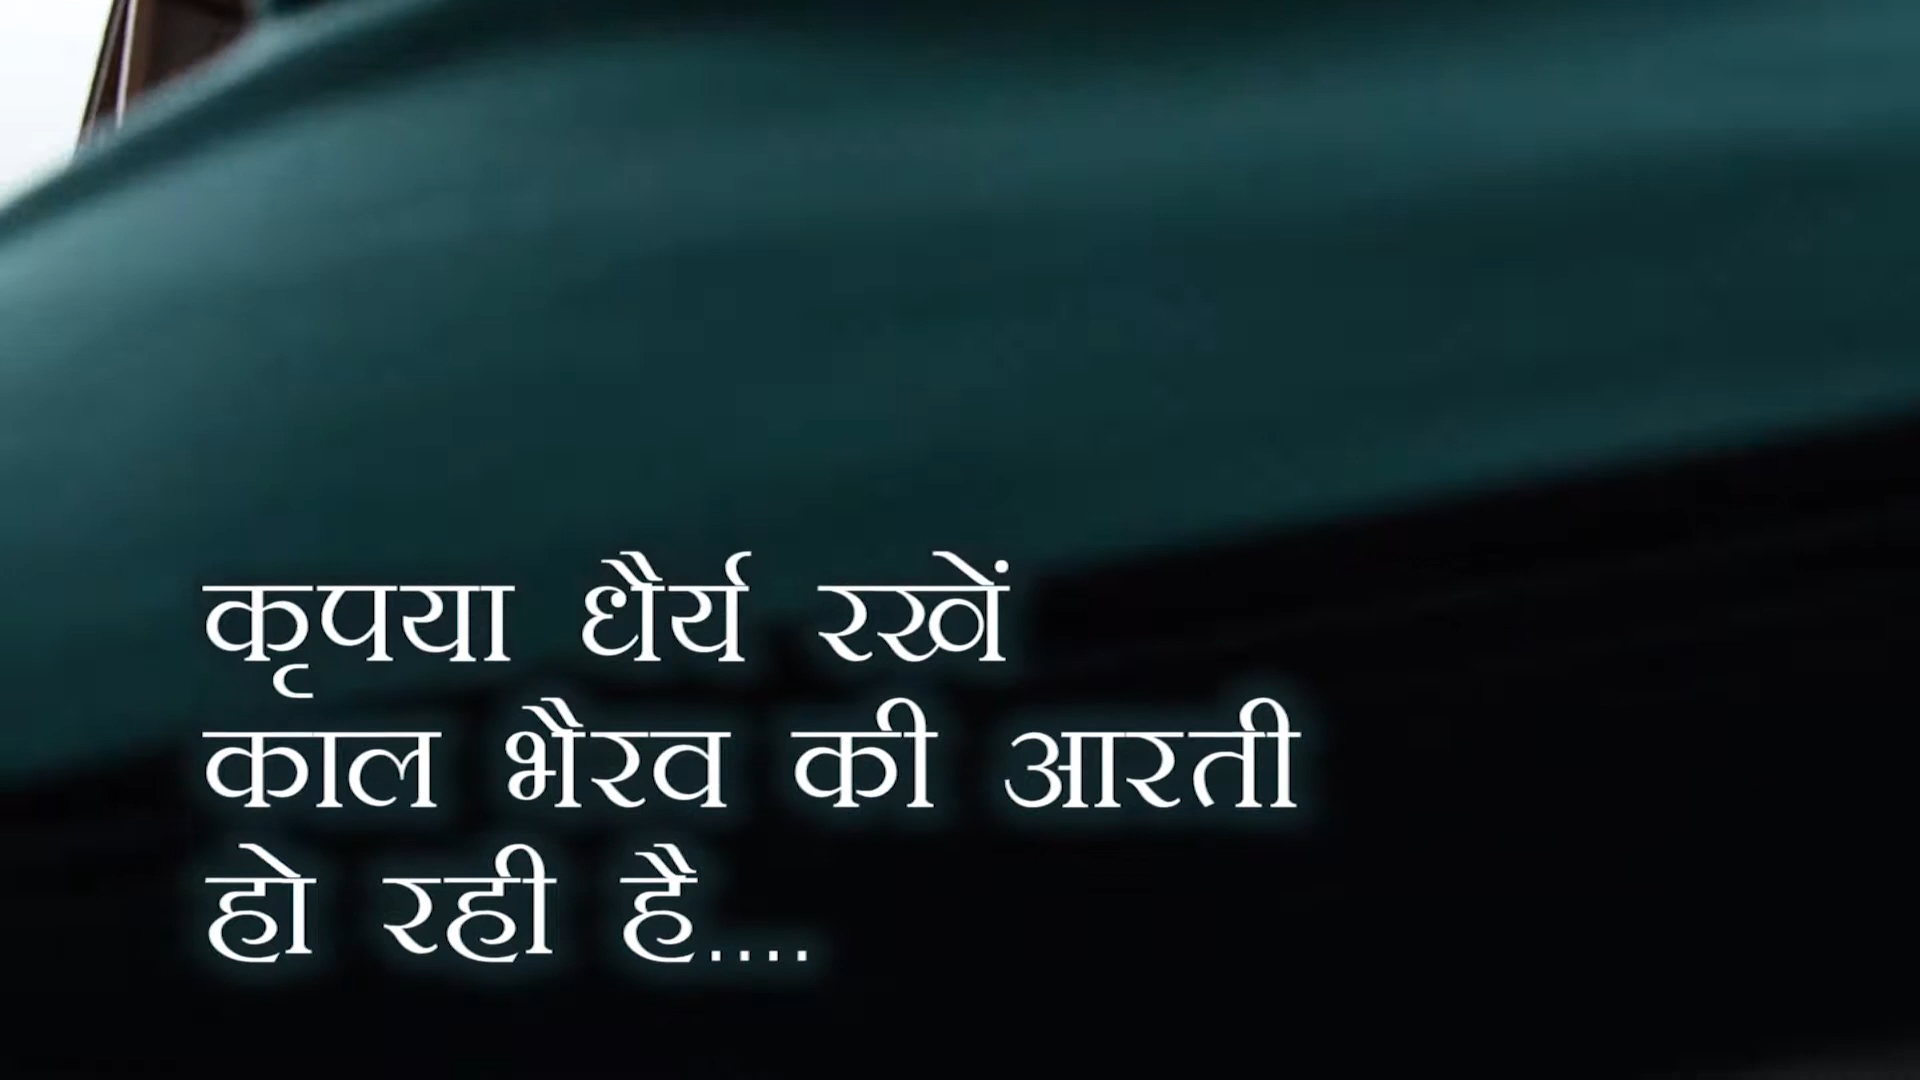 कृपया धैर्य रखें
काल भैरव की आरती
हो रही है....